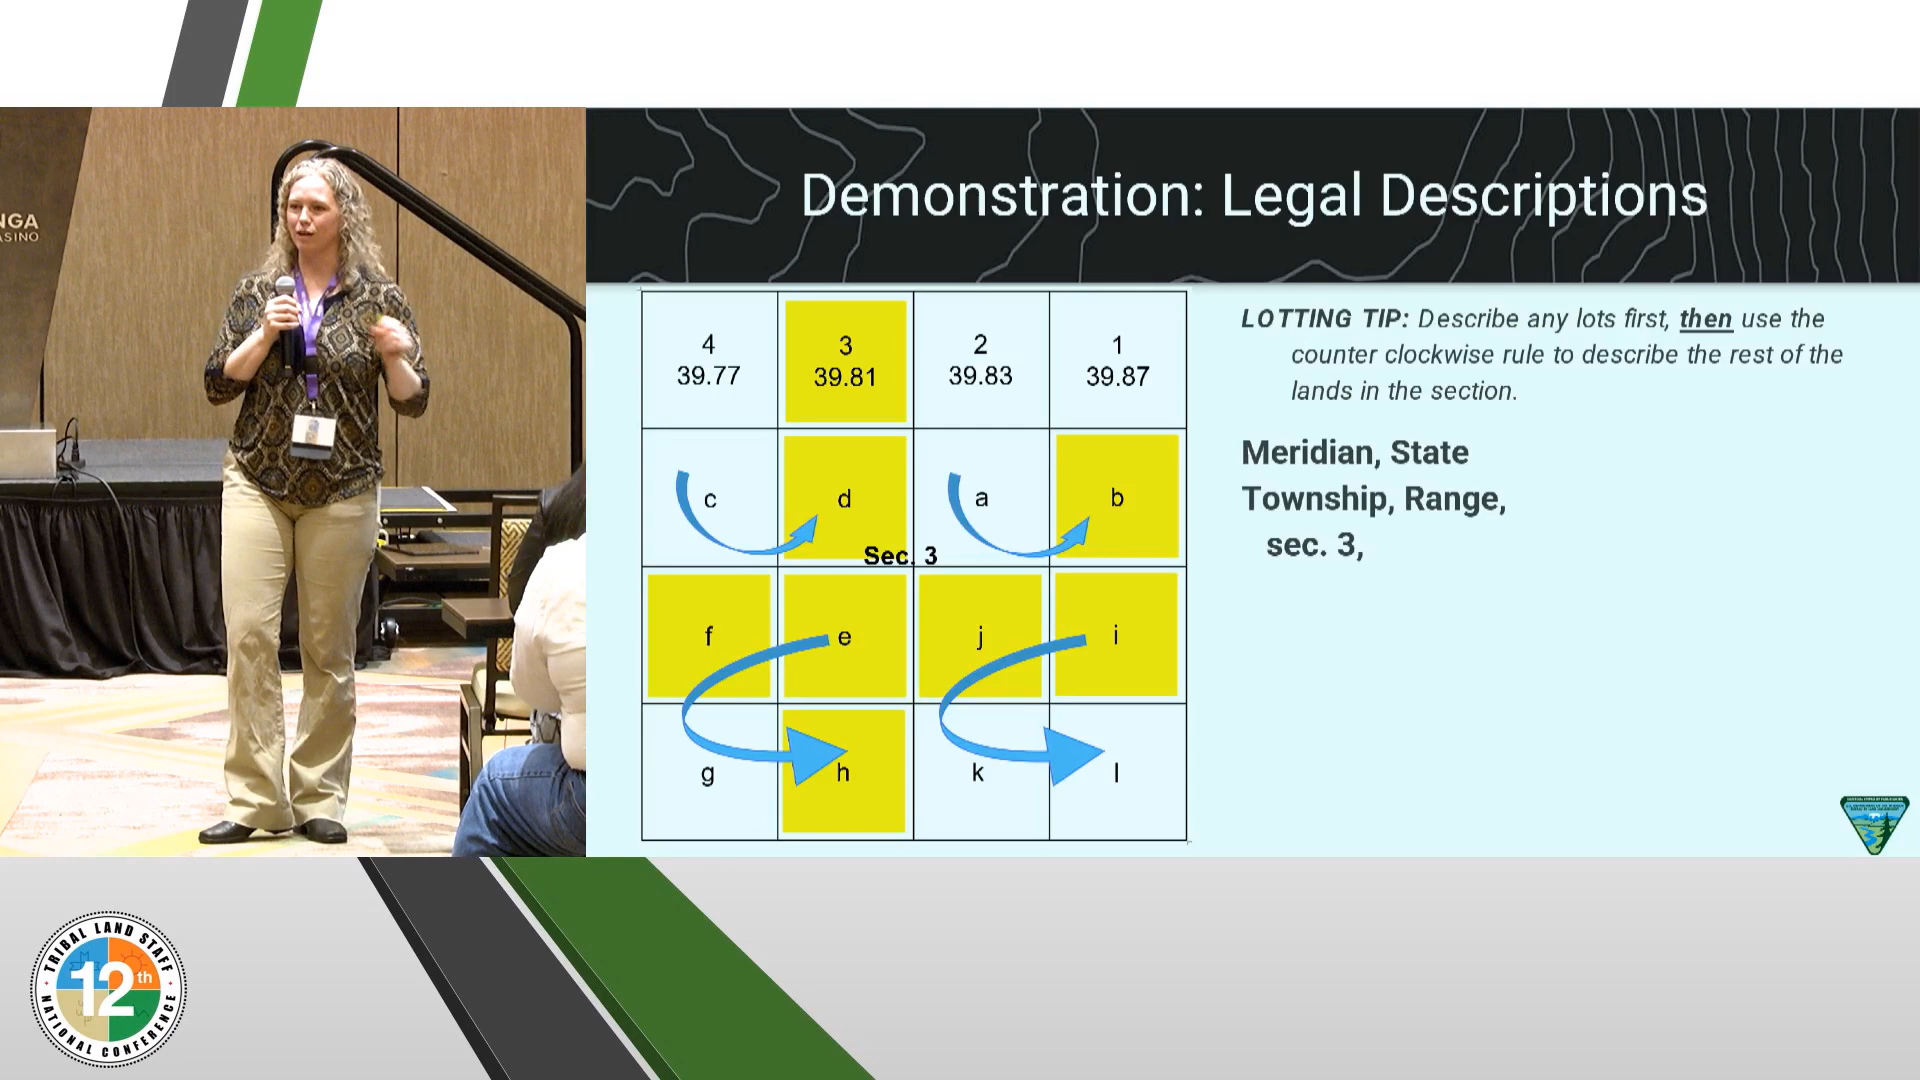 NGA
ASINO
Demonstration: Legal Descriptions
4
39.77
3
39.81
2
39.83
1
39.87
c
d
a
b
Sec. 3
f
e
j
i
g
h
k
l
LOTTING TIP: Describe any lots first, then use the
counter clockwise rule to describe the rest of the
lands in the section.
Meridian, State
Township, Range,
sec. 3,
TRIBAL LAND STAFF
12th
NATIONAL CONFERENCE